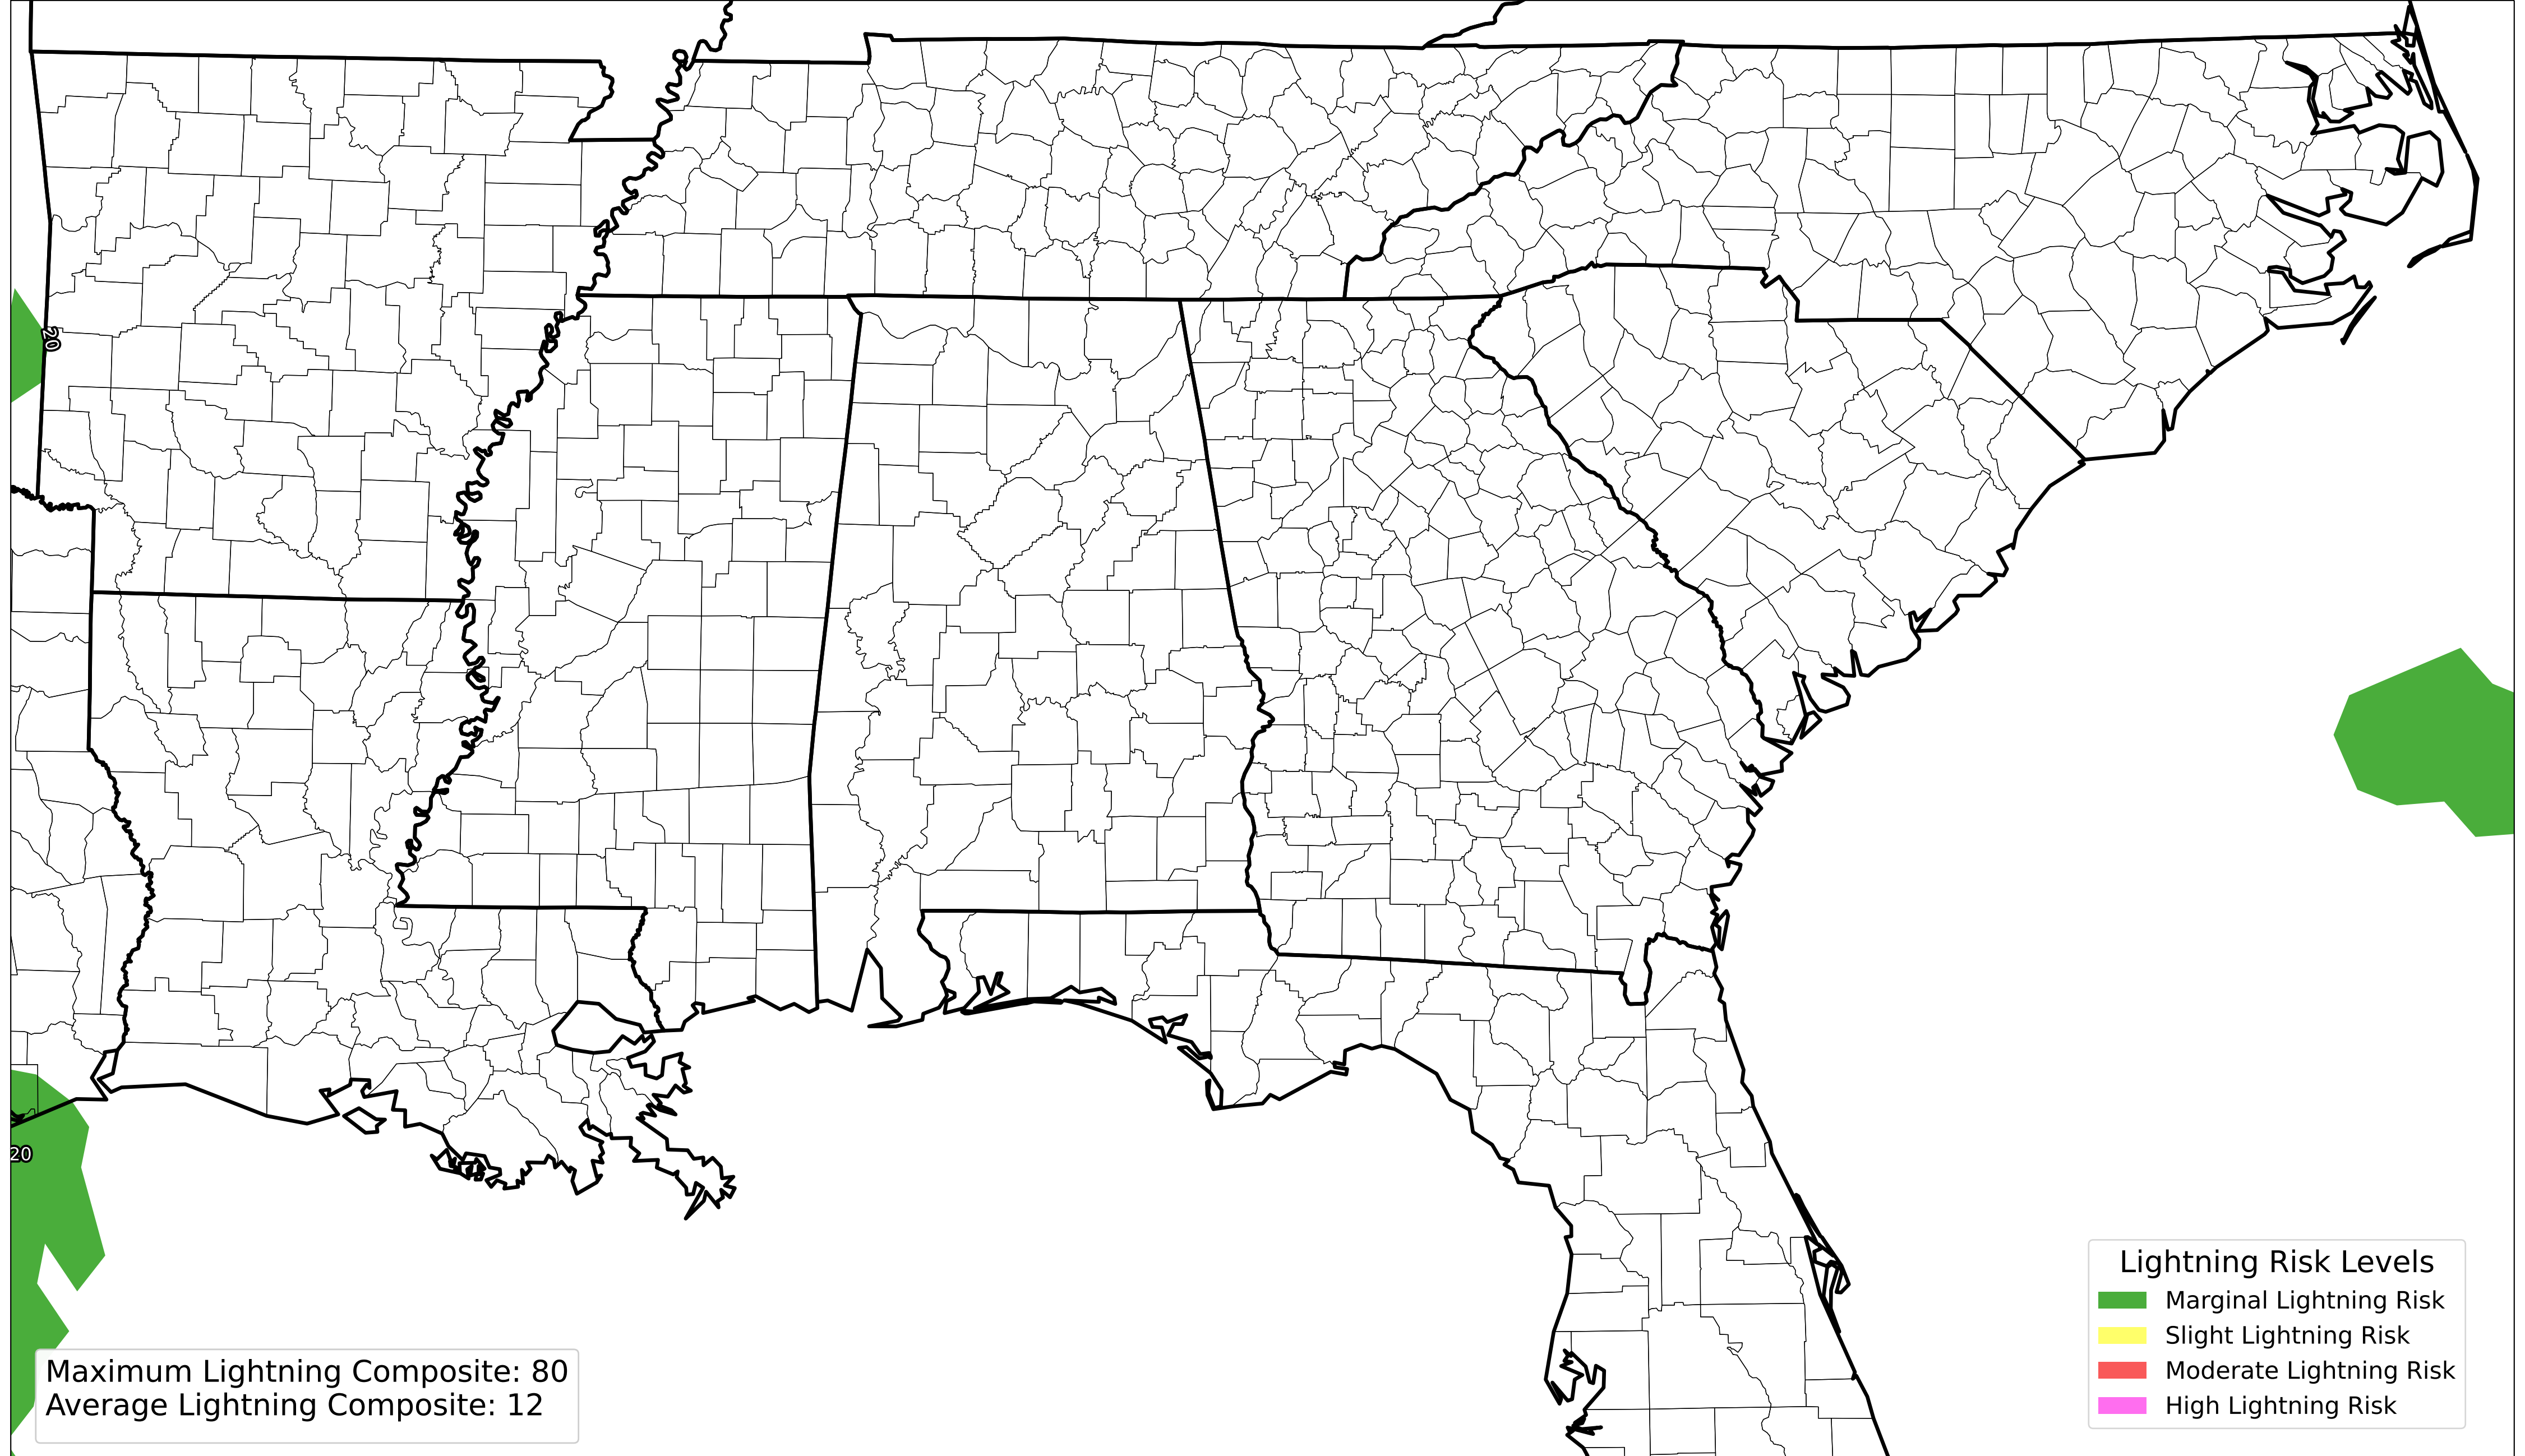 20
20
Maximum Lightning Composite: 80
Average Lightning Composite: 12
Lightning Risk Levels
Marginal Lightning Risk
Slight Lightning Risk
Moderate Lightning Risk
High Lightning Risk